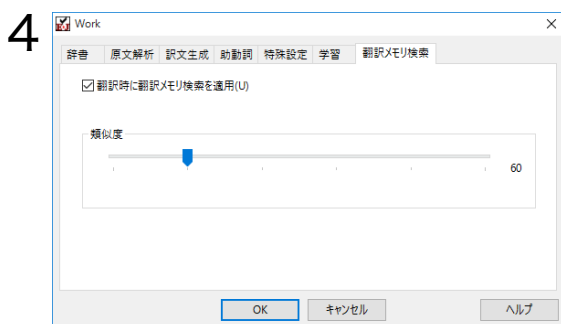 4
Work
辞書 原文解析 訳文生成 助動詞 特殊設定 学習 翻訳メモリ検索
翻訳時に翻訳メモリ検索を適用(U)
類似度
60
OK キャンセル ヘルプ